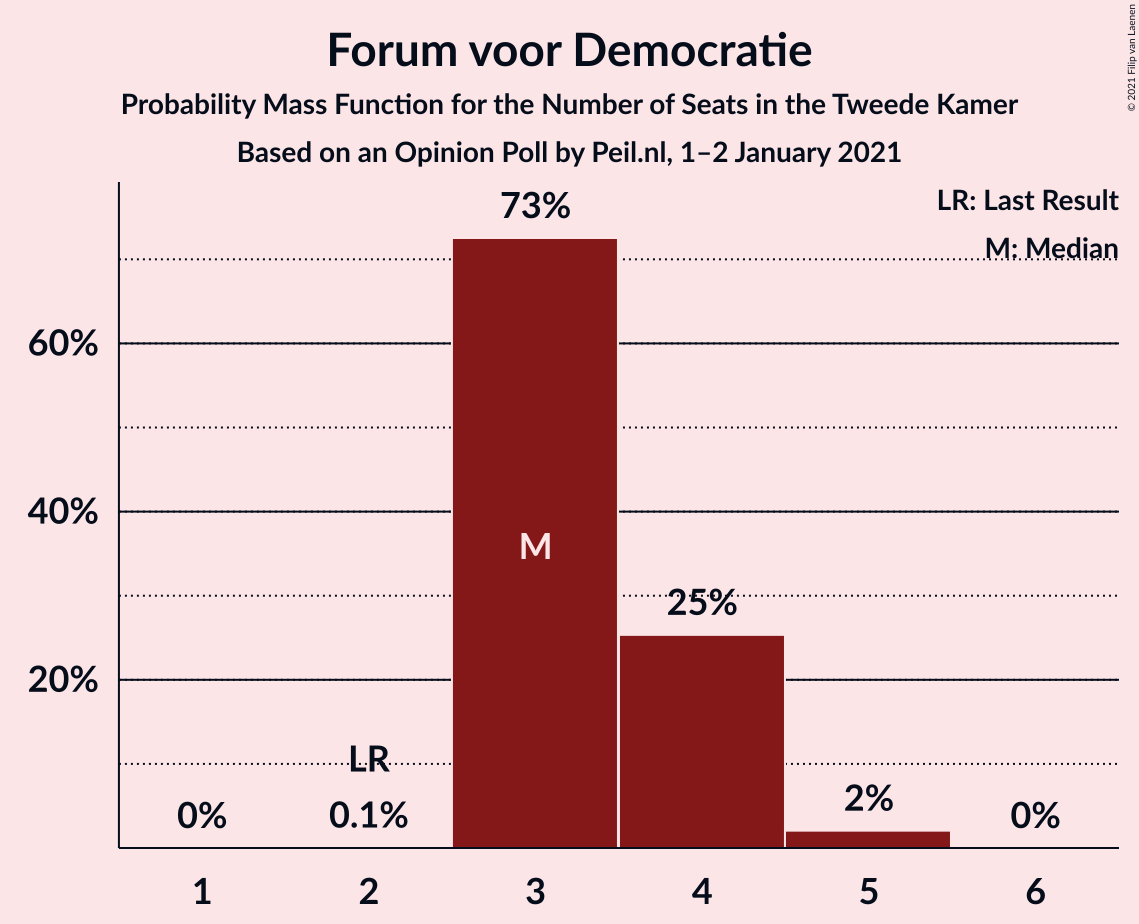 Forum voor Democratie
Probability Mass Function for the Number of Seats in the Tweede Kamer
Based on an Opinion Poll by Peil.nl, 1–2 January 2021
© 2021 Filip van Laenen
LR: Last Result
M: Median
73%
60%
M
40%
25%
20%
LR
0%
0.1%
2%
0%
1 2 3 4 5 6